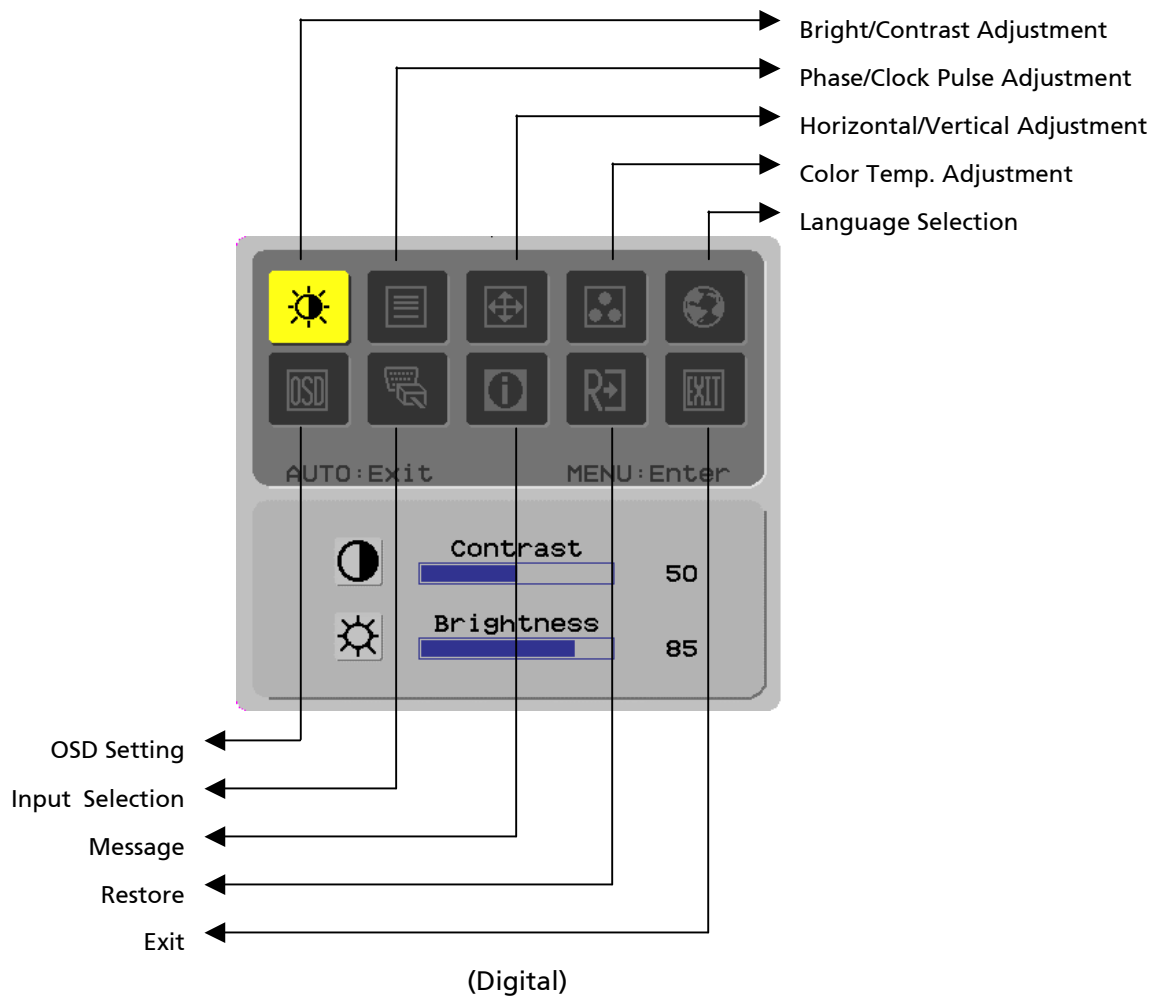 Bright/Contrast Adjustment
Phase/Clock Pulse Adjustment
Horizontal/Vertical Adjustment
Color Temp. Adjustment
Language Selection
OSD
i
R
EXIT
AUTO:Exit MENU:Enter
Contrast
50
Brightness
85
OSD Setting
Input Selection
Message
Restore
Exit
(Digital)